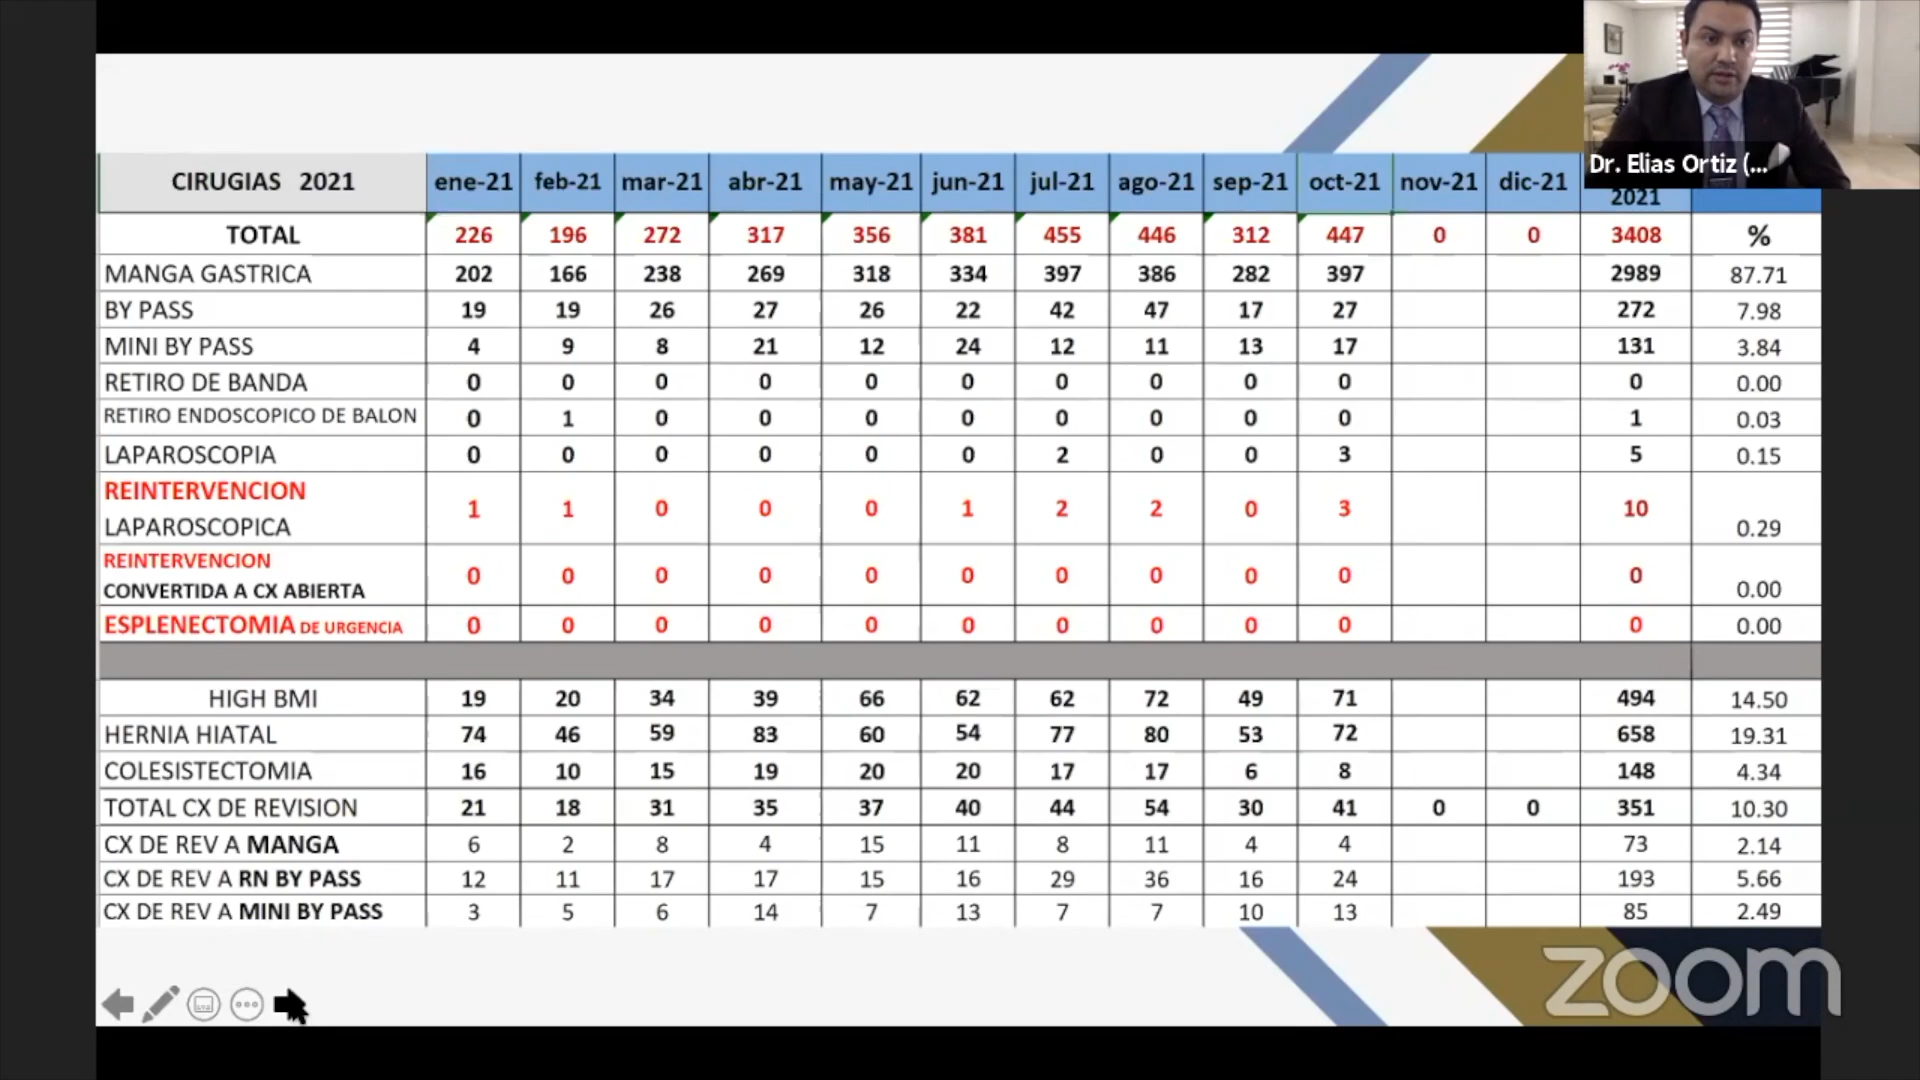 Dr. Elias Ortiz (...
CIRUGIAS 2021 ene-21 feb-21 mar-21 abr-21 may-21 jun-21 jul-21 ago-21 sep-21 oct-21 nov-21 dic-21 2021
TOTAL 226 196 272 317 356 381 455 446 312 447 0 0 3408 %
MANGA GASTRICA 202 166 238 269 318 334 397 386 282 397 2989 87.71
BY PASS 19 19 26 27 26 22 42 47 17 27 272 7.98
MINI BY PASS 4 9 8 21 12 24 12 11 13 17 131 3.84
RETIRO DE BANDA 0 0 0 0 0 0 0 0 0 0 0 0.00
RETIRO ENDOSCOPICO DE BALON 0 1 0 0 0 0 0 0 0 0 1 0.03
LAPAROSCOPIA 0 0 0 0 0 0 2 0 0 3 5 0.15
REINTERVENCION
LAPAROSCOPICA 1 1 0 0 0 1 2 2 0 3 10 0.29
REINTERVENCION
CONVERTIDA A CX ABIERTA 0 0 0 0 0 0 0 0 0 0 0 0.00
ESPLENECTOMIA DE URGENCIA 0 0 0 0 0 0 0 0 0 0 0 0.00
HIGH BMI 19 20 34 39 66 62 62 72 49 71 494 14.50
HERNIA HIATAL 74 46 59 83 60 54 77 80 53 72 658 19.31
COLESISTECTOMIA 16 10 15 19 20 20 17 17 6 8 148 4.34
TOTAL CX DE REVISION 21 18 31 35 37 40 44 54 30 41 0 0 351 10.30
CX DE REV A MANGA 6 2 8 4 15 11 8 11 4 4 73 2.14
CX DE REV A RN BY PASS 12 11 17 17 15 16 29 36 16 24 193 5.66
CX DE REV A MINI BY PASS 3 5 6 14 7 13 7 7 10 13 85 2.49
zoom